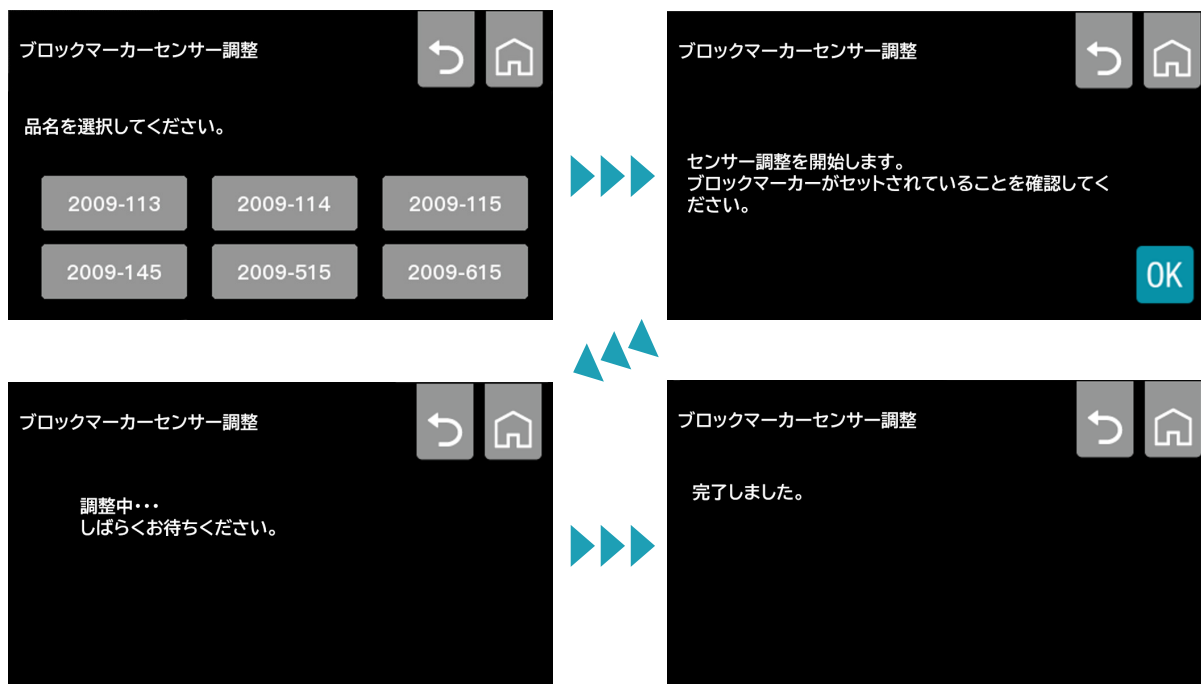 ブロックマーカーセンサー調整
品名を選択してください。
2009-113
2009-114
2009-115
2009-145
2009-515
2009-615
ブロックマーカーセンサー調整
センサー調整を開始します。
ブロックマーカーがセットされていることを確認してく
ださい。
OK
ブロックマーカーセンサー調整
調整中･･･
しばらくお待ちください。
ブロックマーカーセンサー調整
完了しました。